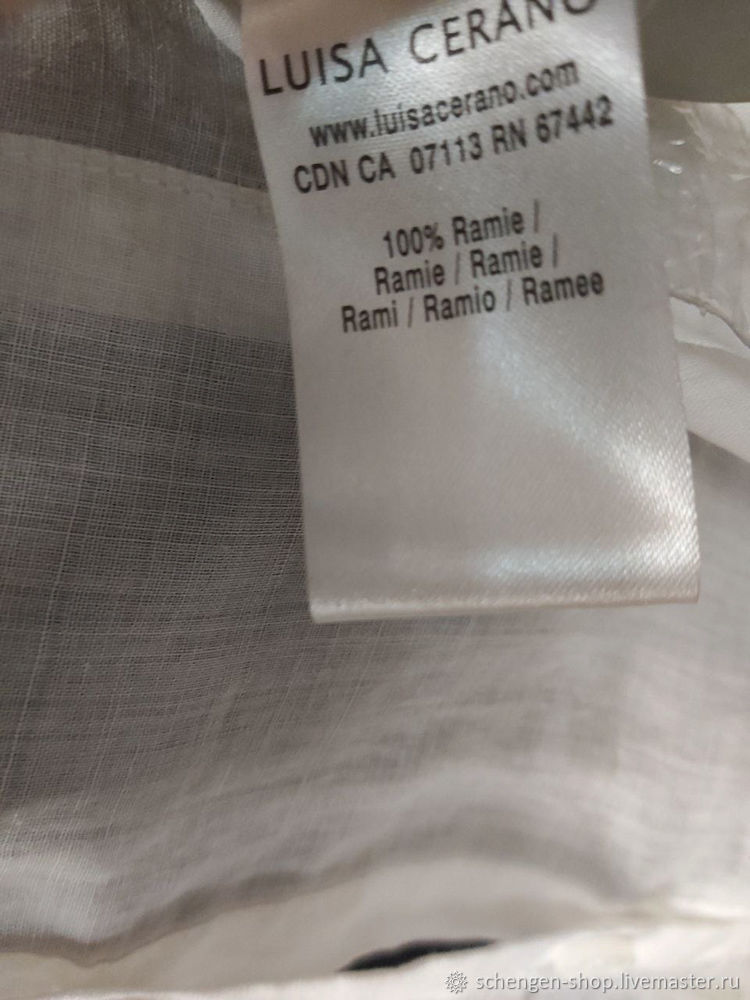 LUISA CERANO
www.luisacerano.com
CDN CA 07113 RN 67442
100% Ramie /
Ramie / Ramie /
Rami / Ramio / Ramee
schengen-shop.livemaster.ru